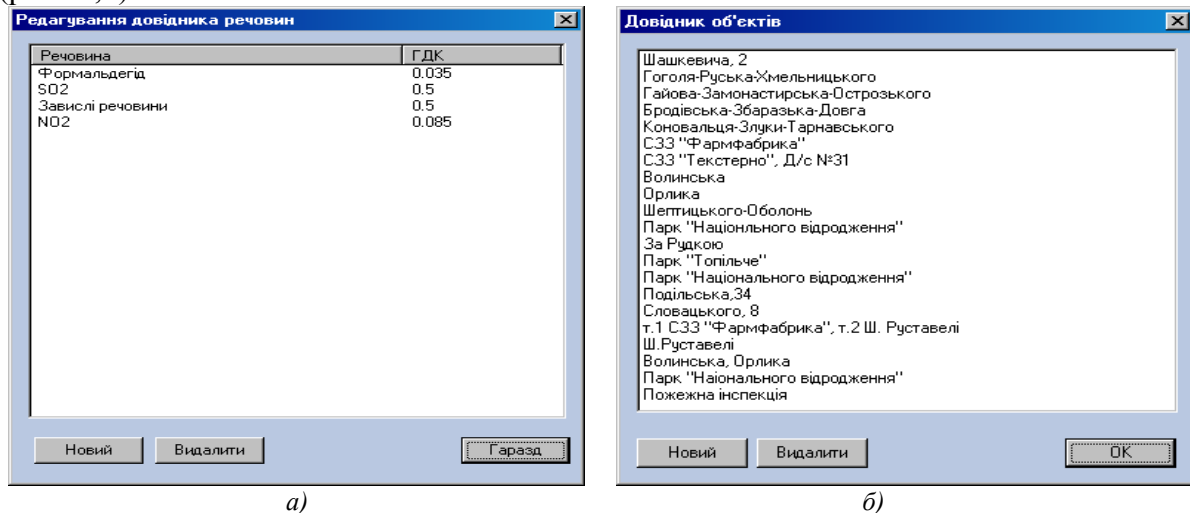 Редагування довідника речовин
Речовина ГДК
Формальдегід 0.035
SO2 0.5
Завислі речовини 0.5
NO2 0.085
Новий Видалити Гаразд
а)
Довідник об'єктів
Шашкевича, 2
Гоголя-Руська-Хмельницького
Гайова-Замонастирська-Острозького
Бродівська-Збаразька-Довга
Коновальця-Злуки-Тарнавського
СЗЗ "Фармфабрика"
СЗЗ "Текстерно", Д/с №31
Волинська
Орлика
Шептицького-Оболонь
Парк "Націонльного відродження"
За Рудкою
Парк "Топільче"
Парк "Національного відродження"
Подільська,34
Словацького, 8
т.1 СЗЗ "Фармфабрика", т.2 Ш. Руставелі
Ш.Руставелі
Волинська, Орлика
Парк "Наіонального відродження"
Пожежна інспекція
Новий Видалити OK
б)